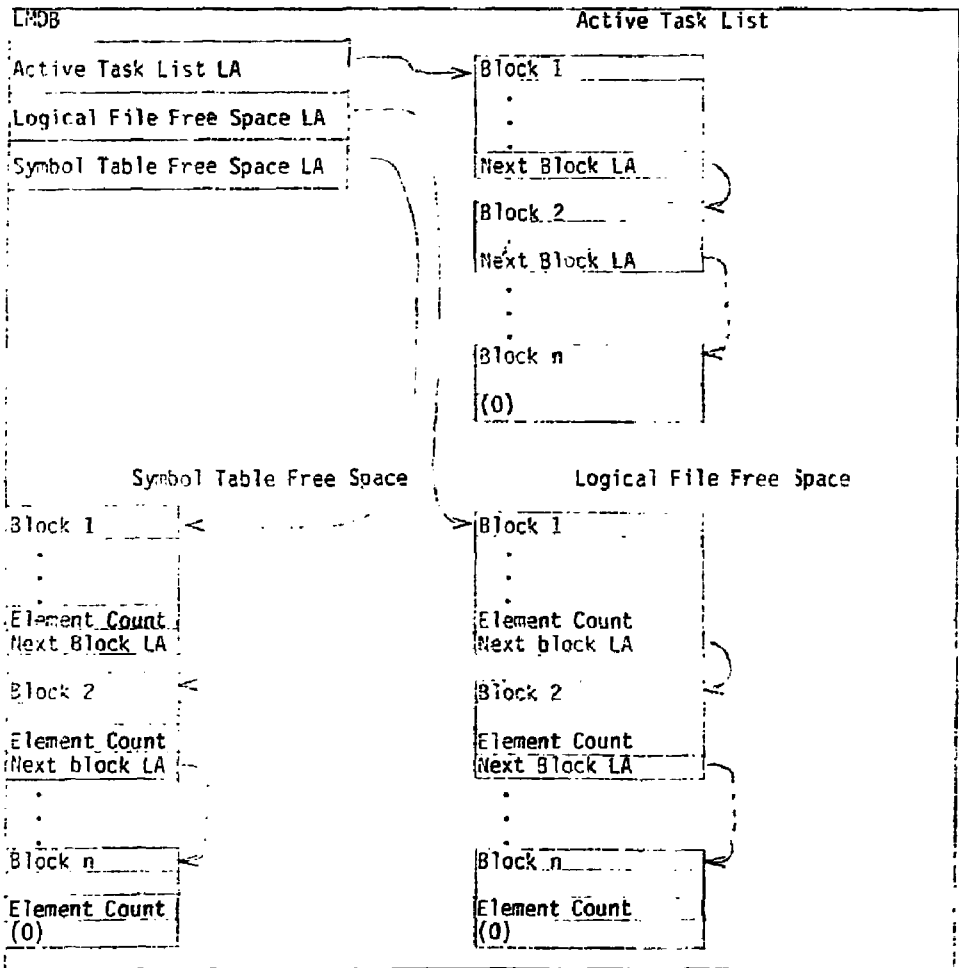 LMDB
Active Task List LA
Logical File Free Space LA
Symbol Table Free Space LA
Active Task List
Block 1
.
.
.
Next Block LA
Block 2
.
Next Block LA
.
.
.
Block n
(0)
Symbol Table Free Space
Block 1
.
.
.
Element Count
Next Block LA
Block 2
Element Count
Next block LA
.
.
.
Block n
Element Count
(0)
Logical File Free Space
Block 1
.
.
.
Element Count
Next block LA
Block 2
Element Count
Next Block LA
.
.
.
Block n
Element Count
(0)